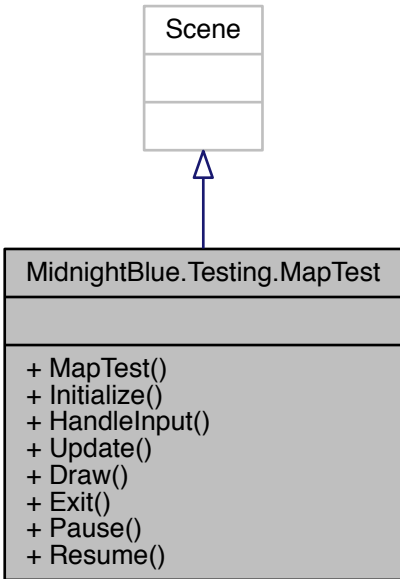 Scene
MidnightBlue.Testing.MapTest
+ MapTest()
+ Initialize()
+ HandleInput()
+ Update()
+ Draw()
+ Exit()
+ Pause()
+ Resume()